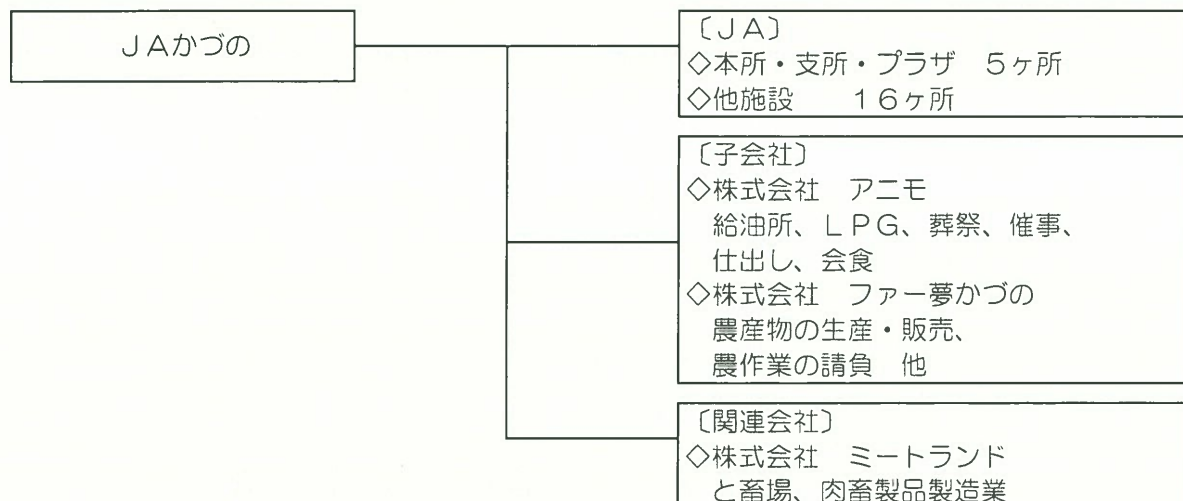 JAかづの
〔JA〕
◇本所・支所・プラザ　5ヶ所
◇他施設　　16ヶ所
〔子会社〕
◇株式会社　アニモ
給油所、LPG、葬祭、催事、
仕出し、会食
◇株式会社　ファー夢かづの
農産物の生産・販売、
農作業の請負　他
〔関連会社〕
◇株式会社　ミートランド
と畜場、肉畜製品製造業